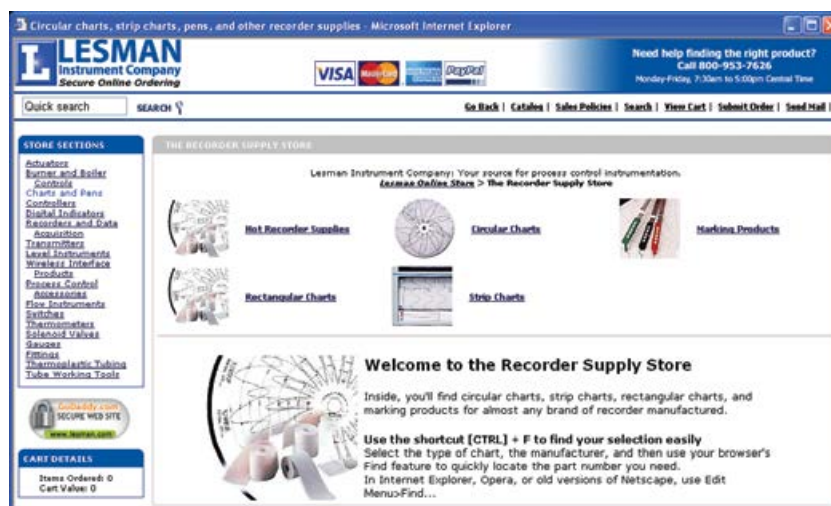 Circular charts, strip charts, pens, and other recorder supplies - Microsoft Internet Explorer
LESMAN
Instrument Company
Secure Online Ordering
VISA MasterCard AMERICAN EXPRESS PayPal
Need help finding the right product?
Call 800-953-7626
Monday-Friday, 7:30am to 5:00pm Central Time
Quick search SEARCH
Go Back | Catalog | Sales Policies | Search | View Cart | Submit Order | Send Mail |
STORE SECTIONS
Actuators
Burner and Boiler
Controls
Charts and Pens
Controllers
Digital Indicators
Recorders and Data
Acquisition
Transmitters
Level Instruments
Wireless Interface
Products
Process Control
Accessories
Flow Instruments
Switches
Thermometers
Solenoid Valves
Gauges
Fittings
Thermoplastic Tubing
Tube Working Tools
GoDaddy.com
SECURE WEB SITE
www.lesman.com
CART DETAILS
Items Ordered: 0
Cart Value: 0
THE RECORDER SUPPLY STORE
Lesman Instrument Company: Your source for process control instrumentation.
Lesman Online Store > The Recorder Supply Store
Hot Recorder Supplies
Circular Charts
Marking Products
Rectangular Charts
Strip Charts
Welcome to the Recorder Supply Store
Inside, you'll find circular charts, strip charts, rectangular charts, and
marking products for almost any brand of recorder manufactured.
Use the shortcut [CTRL] + F to find your selection easily
Select the type of chart, the manufacturer, and then use your browser's
Find feature to quickly locate the part number you need.
In Internet Explorer, Opera, or old versions of Netscape, use Edit
Menu>Find...